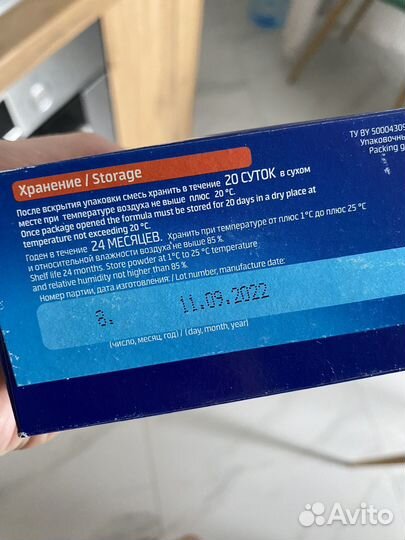 Хранение / Storage
После вскрытия упаковки смесь хранить в течение 20 СУТОК в сухом
месте при температуре воздуха не выше плюс 20 °C.
Once package opened the formula must be stored for 20 days in a dry place at
temperature not exceeding 20 °C.
Годен в течение 24 МЕСЯЦЕВ. Хранить при температуре от плюс 1°C до плюс 25 °C
и относительной влажности воздуха не выше 85 %.
Shelf life 24 months. Store powder at 1°C to 25 °C temperature
and relative humidity not higher than 85 %.
Номер партии, дата изготовления: / Lot number, manufacture date:
8. 11.09.2022
(число, месяц, год) / (day, month, year)
ТУ BY 50004305
Упаковочны
Packing g
Avito